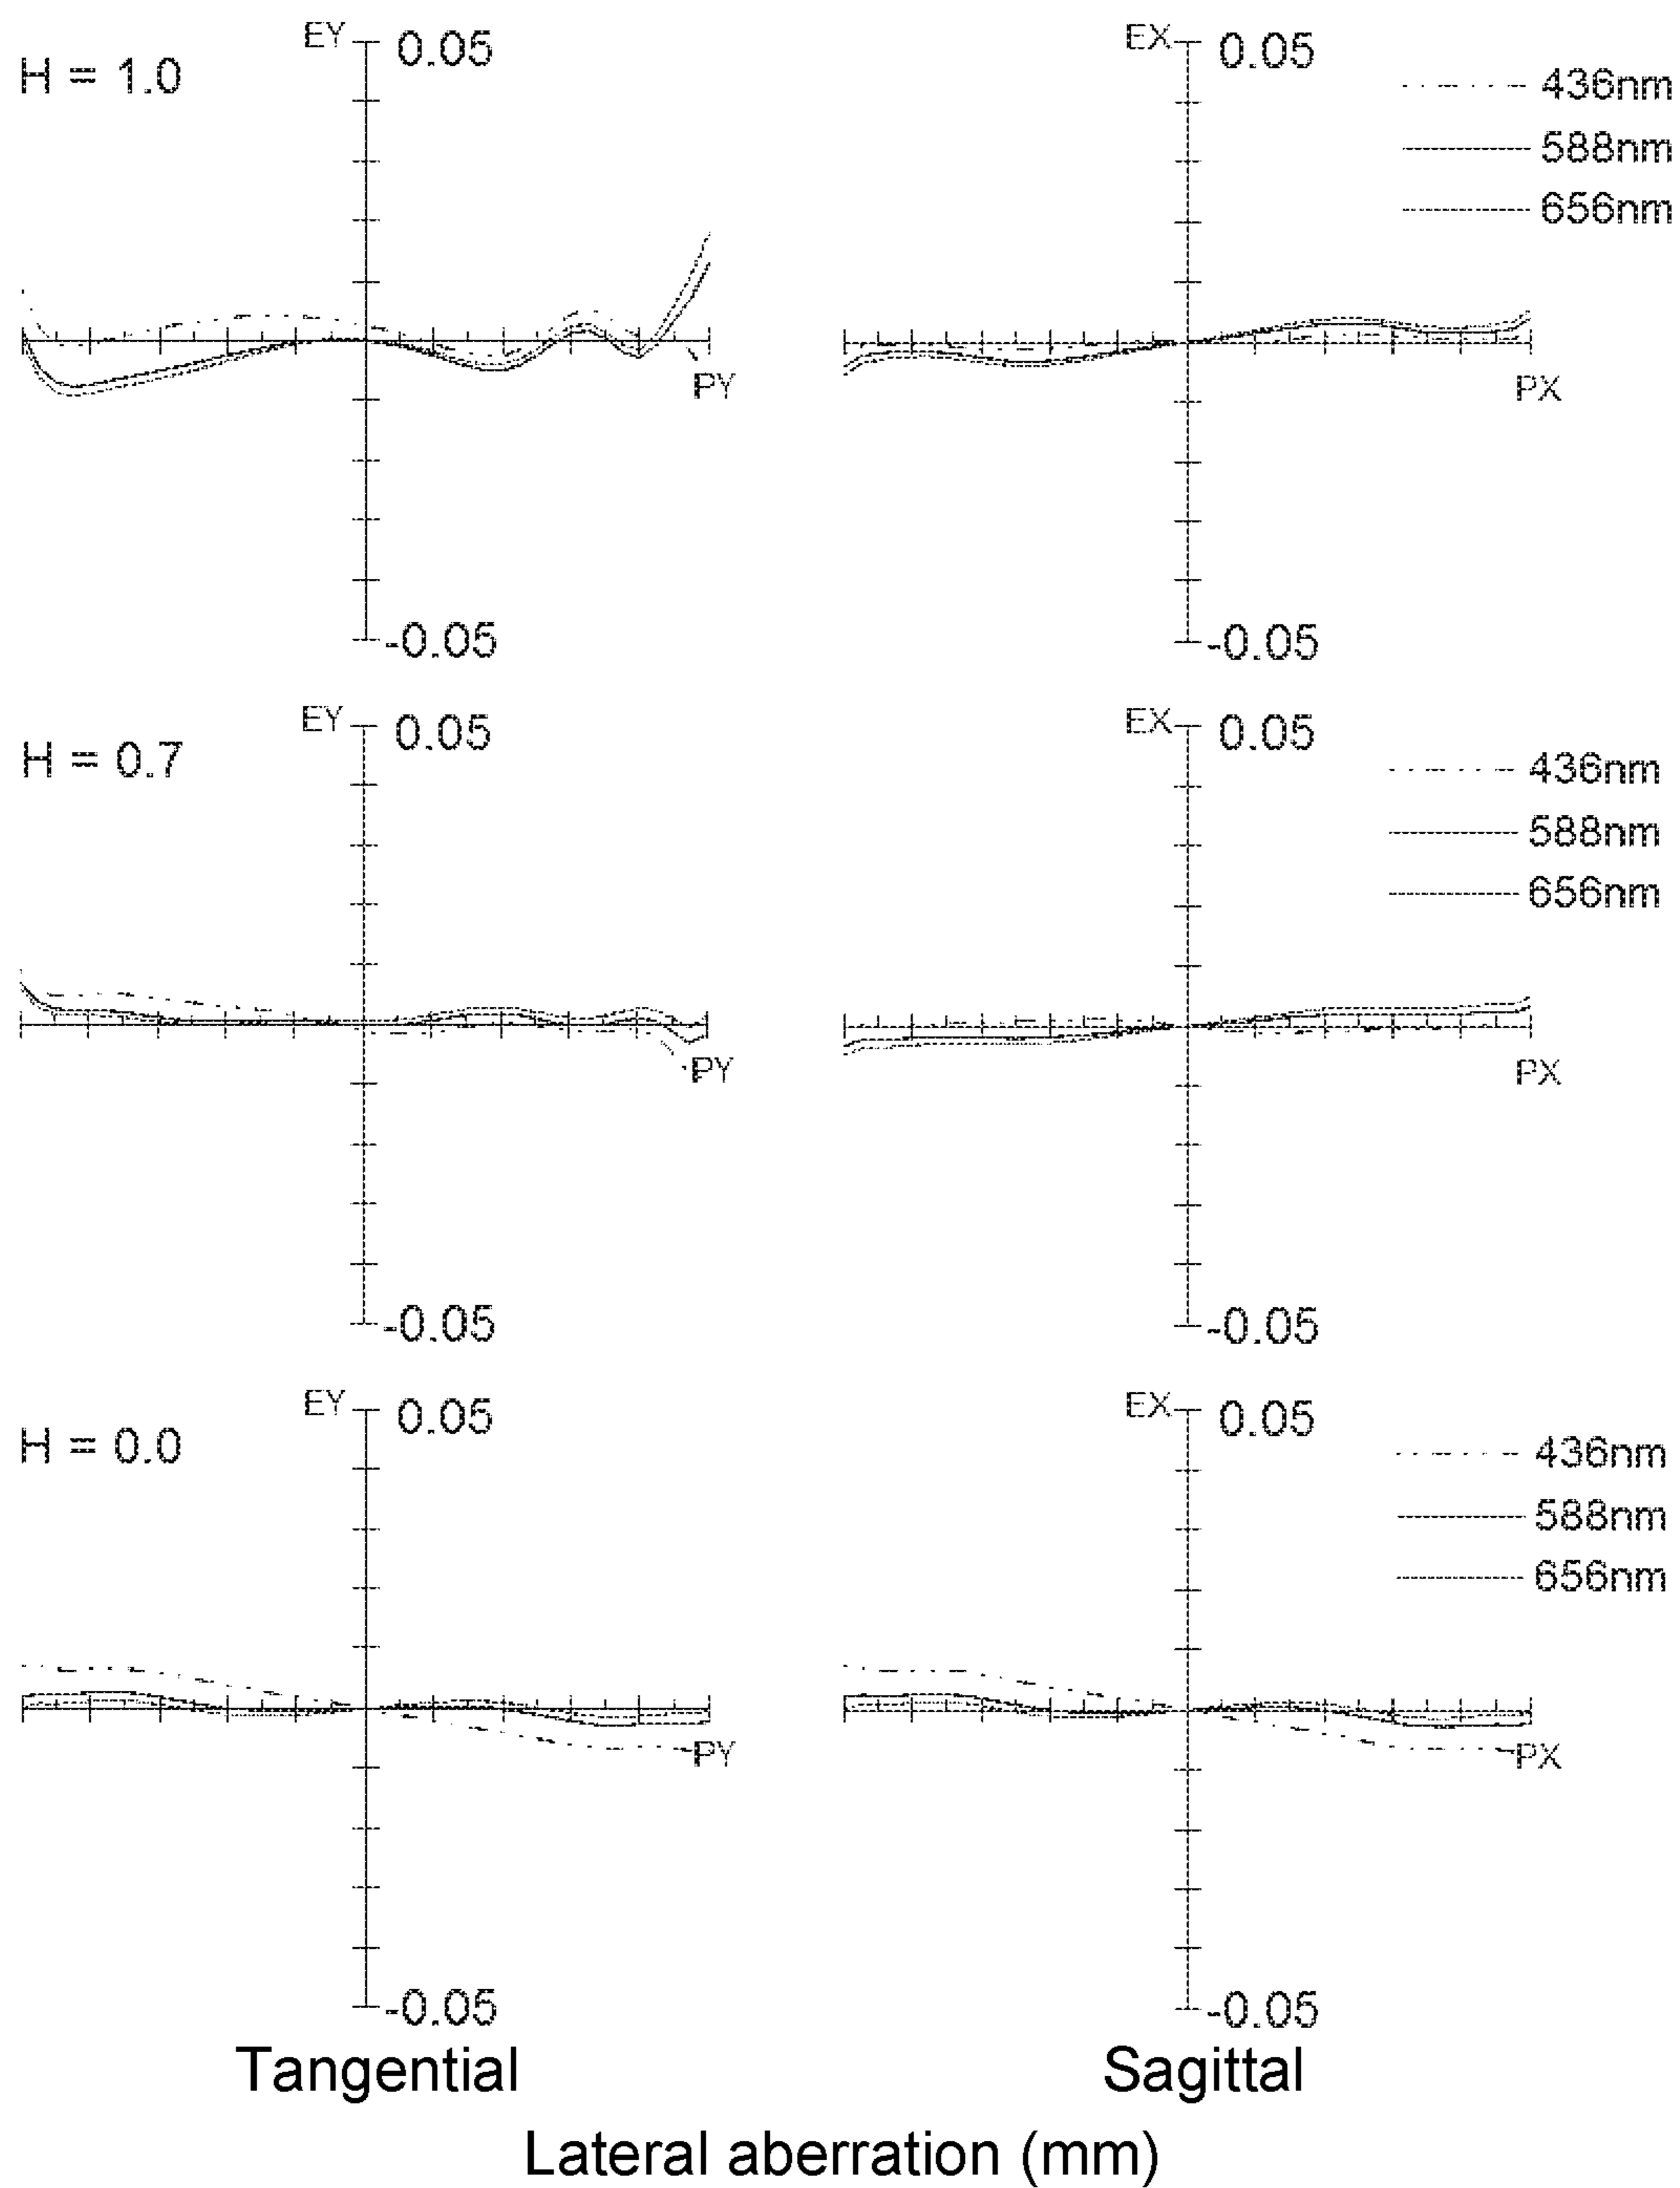 EY 0.05 EX 0.05
H = 1.0
436nm
588nm
656nm
PY PX
-0.05 -0.05
EY 0.05 EX 0.05
H = 0.7
436nm
588nm
656nm
PY PX
-0.05 -0.05
EY 0.05 EX 0.05
H = 0.0
436nm
588nm
656nm
PY PX
-0.05 -0.05
Tangential Sagittal
Lateral aberration (mm)